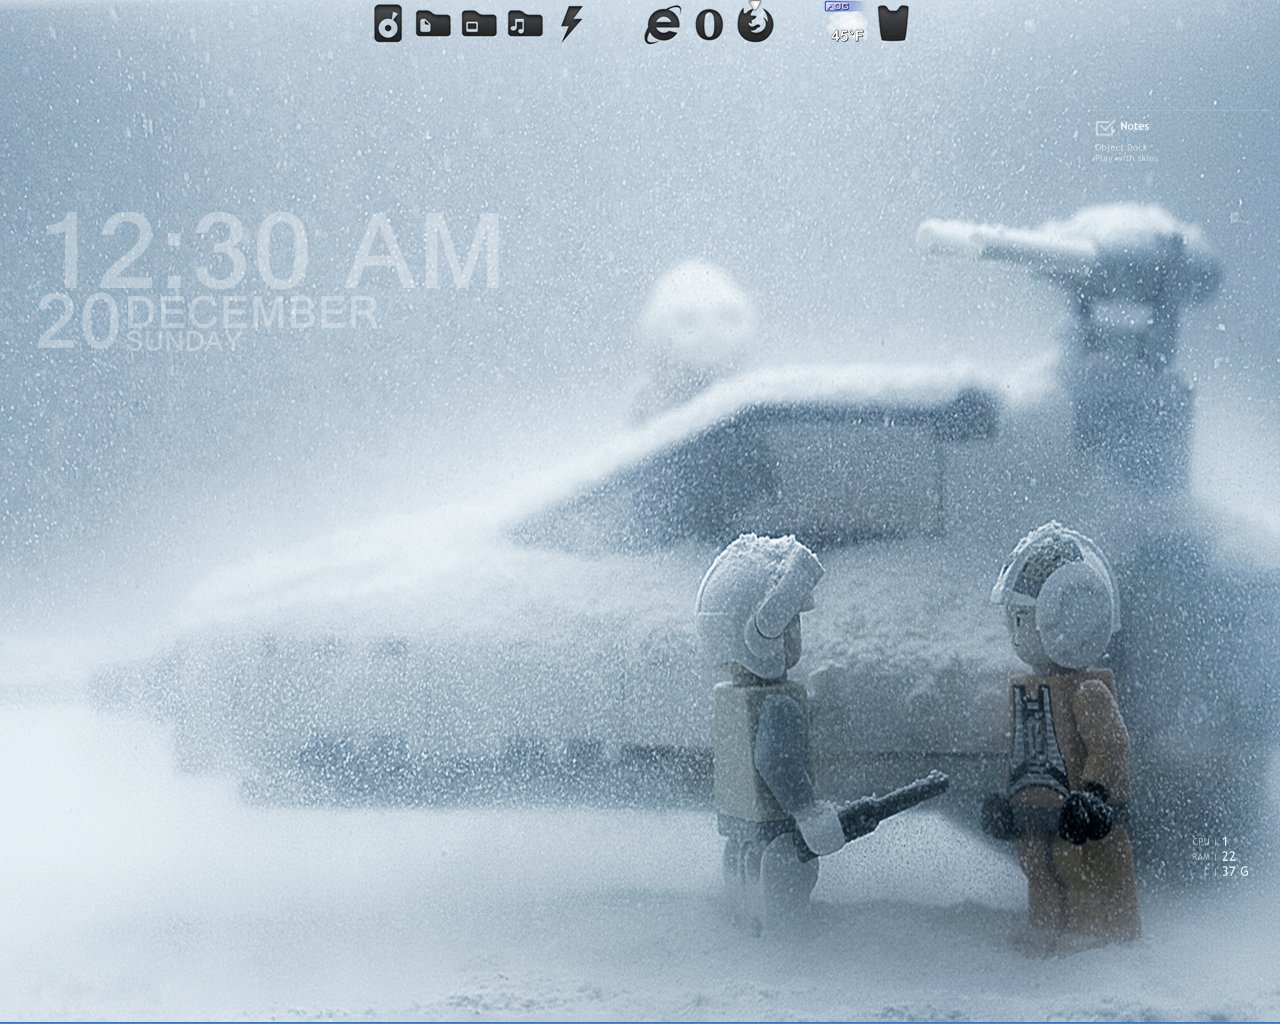 FOG
45°F
Notes
Object Dock
Play with skins
12:30 AM
20 DECEMBER
SUNDAY
CPU | 1
RAM | 22
C | 37 G